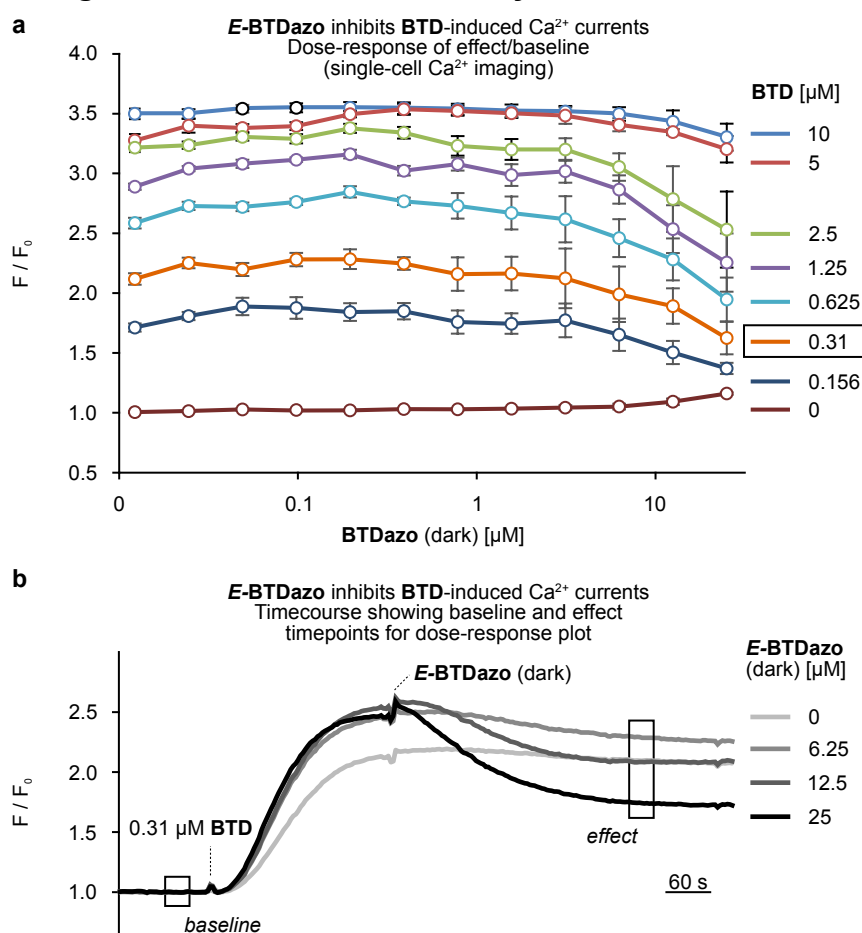 a
E-BTDazo inhibits BTD-induced Ca²⁺ currents
Dose-response of effect/baseline
(single-cell Ca²⁺ imaging)
4.0
3.5
3.0
2.5
2.0
1.5
1.0
0.5
F / F₀
0
0.1
1
10
BTDazo (dark) [µM]
BTD [µM]
10
5
2.5
1.25
0.625
0.31
0.156
0
b
E-BTDazo inhibits BTD-induced Ca²⁺ currents
Timecourse showing baseline and effect
timepoints for dose-response plot
E-BTDazo (dark)
2.5
2.0
1.5
1.0
F / F₀
0.31 µM BTD
baseline
effect
60 s
E-BTDazo
(dark) [µM]
0
6.25
12.5
25